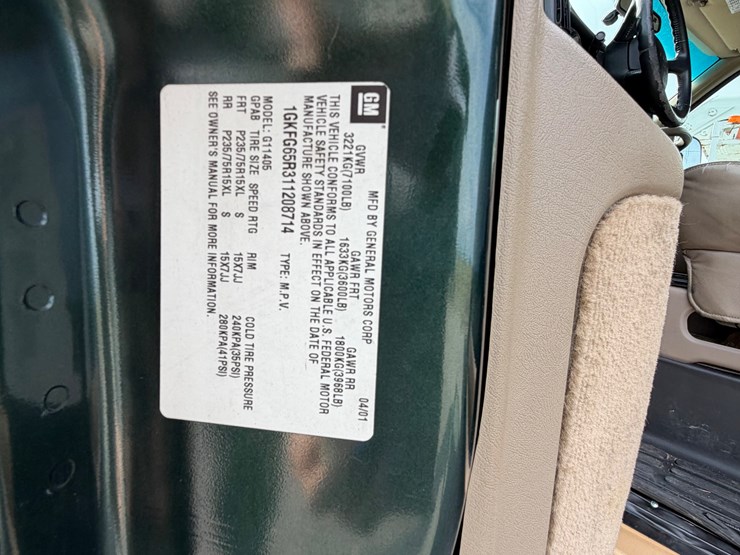 GM MFD BY GENERAL MOTORS CORP 04/01
GVWR GAWR FRT GAWR RR
3221KG(7100LB) 1633KG(3600LB) 1800KG(3968LB)
THIS VEHICLE CONFORMS TO ALL APPLICABLE U.S. FEDERAL MOTOR
VEHICLE SAFETY STANDARDS IN EFFECT ON THE DATE OF
MANUFACTURE SHOWN ABOVE.
1GKFG65R311208714 TYPE: M.P.V.
MODEL: G11405
GPAB TIRE SIZE SPEED RTG RIM COLD TIRE PRESSURE
FRT P235/75R15XL S 15X7JJ 240KPA(35PSI)
RR P235/75R15XL S 15X7JJ 280KPA(41PSI)
SEE OWNER'S MANUAL FOR MORE INFORMATION.